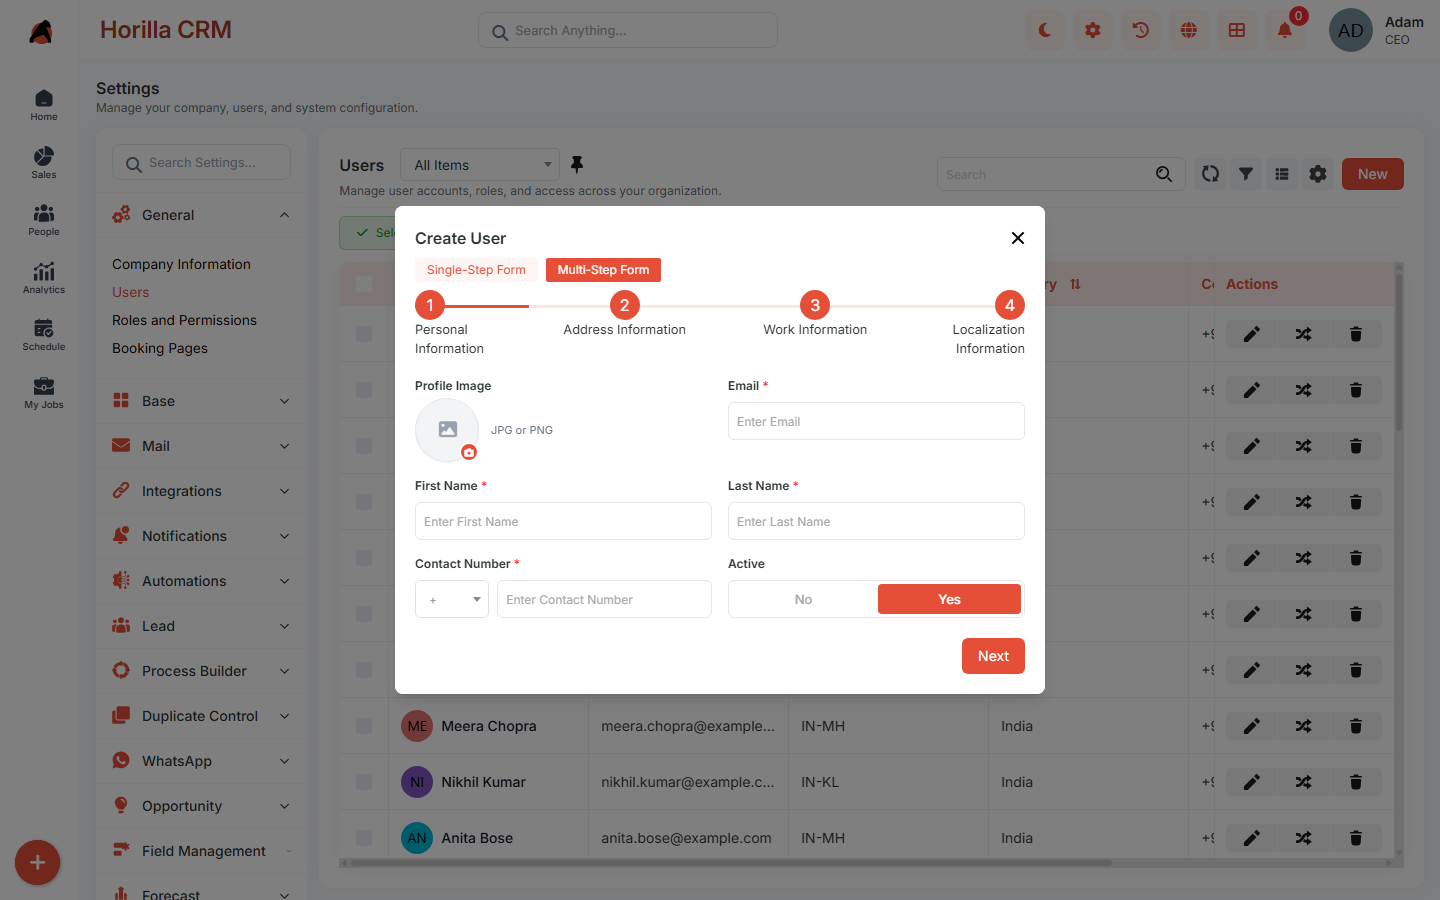 Horilla CRM
Search Anything...
0
AD
Adam
CEO
Home
Sales
People
Analytics
Schedule
My Jobs
Settings
Manage your company, users, and system configuration.
Search Settings...
General
Company Information
Users
Roles and Permissions
Booking Pages
Base
Mail
Integrations
Notifications
Automations
Lead
Process Builder
Duplicate Control
WhatsApp
Opportunity
Field Management
Forecast
Users
All Items
Manage user accounts, roles, and access across your organization.
Search
New
Actions
Create User
Single-Step Form
Multi-Step Form
1
2
3
4
Personal
Information
Address Information
Work Information
Localization
Information
Profile Image
JPG or PNG
Email *
Enter Email
First Name *
Enter First Name
Last Name *
Enter Last Name
Contact Number *
+
Enter Contact Number
Active
No
Yes
Next
ME Meera Chopra meera.chopra@example... IN-MH India
NI Nikhil Kumar nikhil.kumar@example.c... IN-KL India
AN Anita Bose anita.bose@example.com IN-MH India